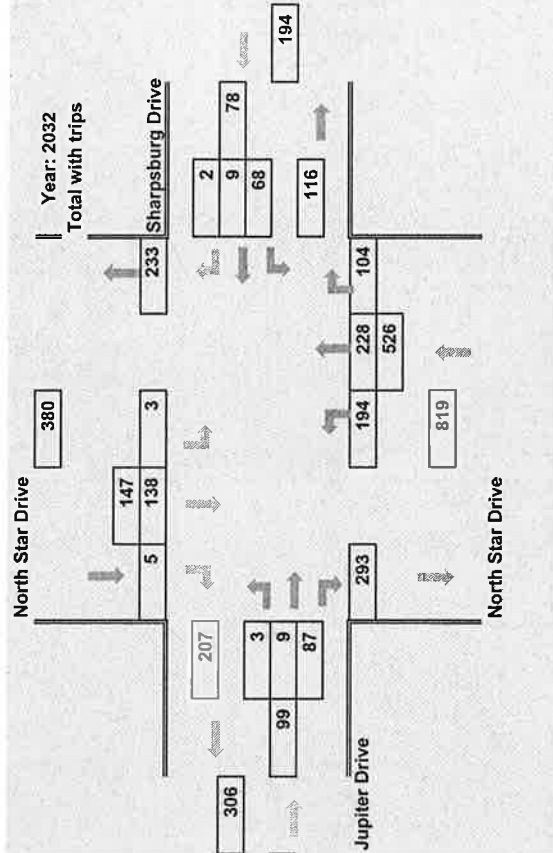 Year: 2032
Total with trips
North Star Drive
380
Sharpsburg Drive
147
5 138 3 233
2
207
9 78
194
68
3
306
99 9
116
87
293 194 228 104
526
Jupiter Drive
819
North Star Drive